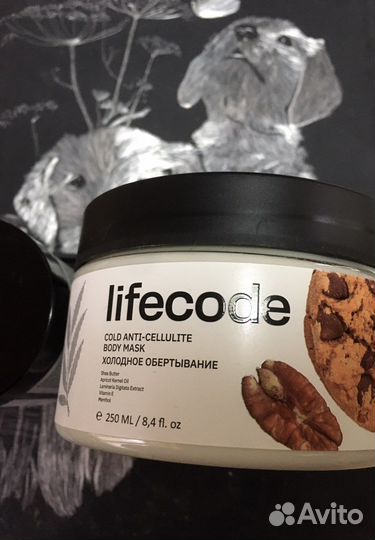 lifecode
COLD ANTI-CELLULITE
BODY MASK
ХОЛОДНОЕ ОБЕРТЫВАНИЕ
Shea Butter
Apricot Kernel Oil
Laminaria Digitata Extract
Vitamin E
Menthol
℮ 250 ML / 8,4 fl. oz
Avito